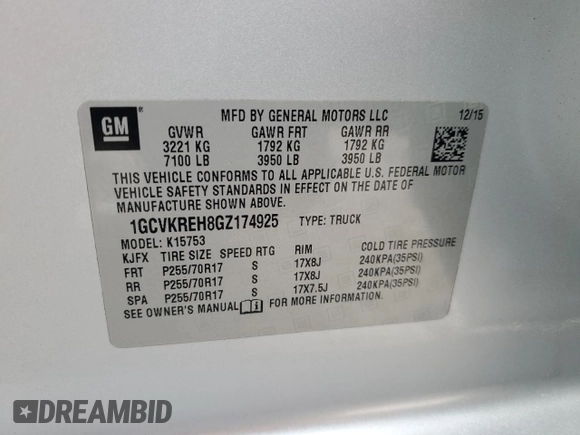 GM
MFD BY GENERAL MOTORS LLC 12/15
GVWR GAWR FRT GAWR RR
3221 KG 1792 KG 1792 KG
7100 LB 3950 LB 3950 LB
THIS VEHICLE CONFORMS TO ALL APPLICABLE U.S. FEDERAL MOTOR
VEHICLE SAFETY STANDARDS IN EFFECT ON THE DATE OF
MANUFACTURE SHOWN ABOVE.
1GCVKREH8GZ174925 TYPE: TRUCK
MODEL: K15753
KJFX TIRE SIZE SPEED RTG RIM COLD TIRE PRESSURE
FRT P255/70R17 S 17X8J 240KPA(35PSI)
RR P255/70R17 S 17X8J 240KPA(35PSI)
SPA P255/70R17 S 17X7.5J 240KPA(35PSI)
SEE OWNER'S MANUAL FOR MORE INFORMATION.
DREAMBID